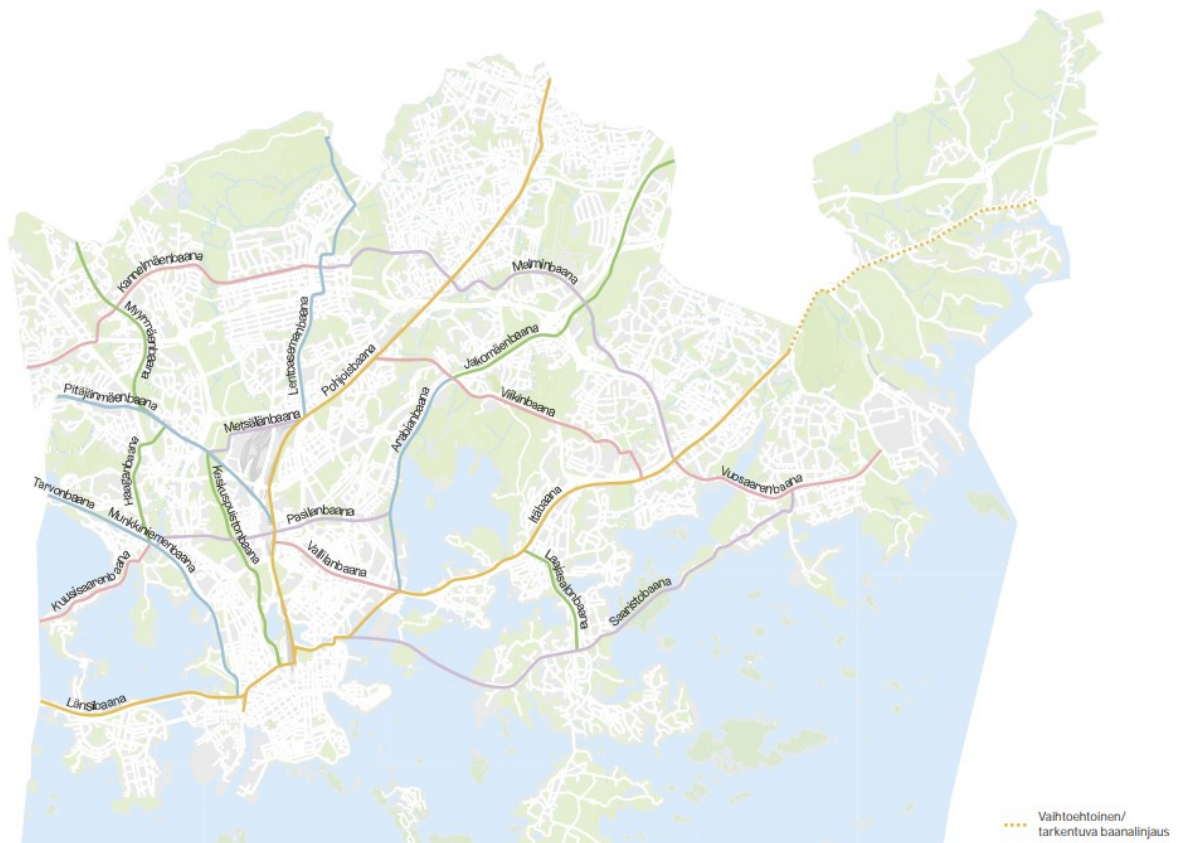 Kannelmäenbaana
Malminbaana
Myyrmäenbaana
Lentoasemanbaana
Pohjoisbaana
Jakomäenbaana
Pitäjänmäenbaana
Viikinbaana
Metsälänbaana
Arabianbaana
Haaganbaana
Keskuspuistonbaana
Vuosaarenbaana
Tarvonbaana
Munkkiniemenbaana
Pasilanbaana
Itäbaana
Kuusisaarenbaana
Vallilanbaana
Laajasalonbaana
Saaristobaana
Länsibaana
Vaihtoehtoinen/
tarkentuva baanalinjaus